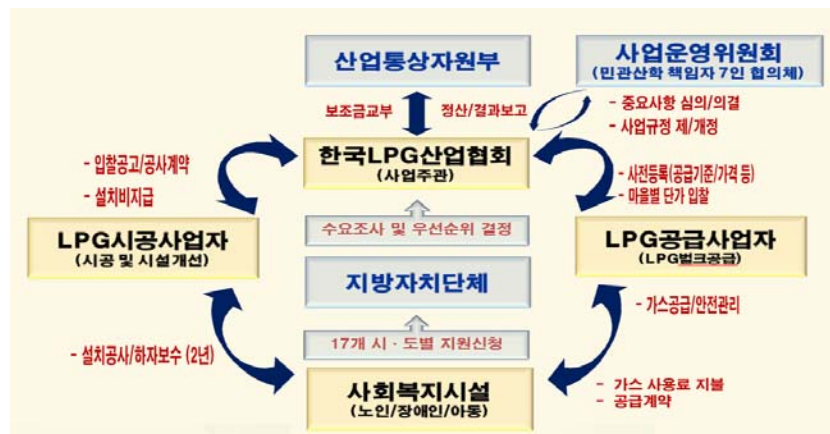 산업통상자원부
사업운영위원회
(민관산학 책임자 7인 협의체)
보조금교부
정산/결과보고
- 중요사항 심의/의결
- 사업규정 제/개정
한국LPG산업협회
(사업주관)
- 입찰공고/공사계약
- 설치비지급
- 사전등록(공급기준/가격 등)
- 마을별 단가 입찰
LPG시공사업자
(시공 및 시설개선)
수요조사 및 우선순위 결정
LPG공급사업자
(LPG벌크공급)
지방자치단체
- 가스공급/안전관리
- 설치공사/하자보수 (2년)
17개 시·도별 지원신청
사회복지시설
(노인/장애인/아동)
- 가스 사용료 지불
- 공급계약